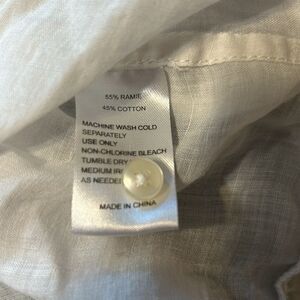 55% RAMIE
45% COTTON
MACHINE WASH COLD
SEPARATELY
USE ONLY
NON-CHLORINE BLEACH
TUMBLE DRY
MEDIUM
AS NEEDED
MADE IN CHINA